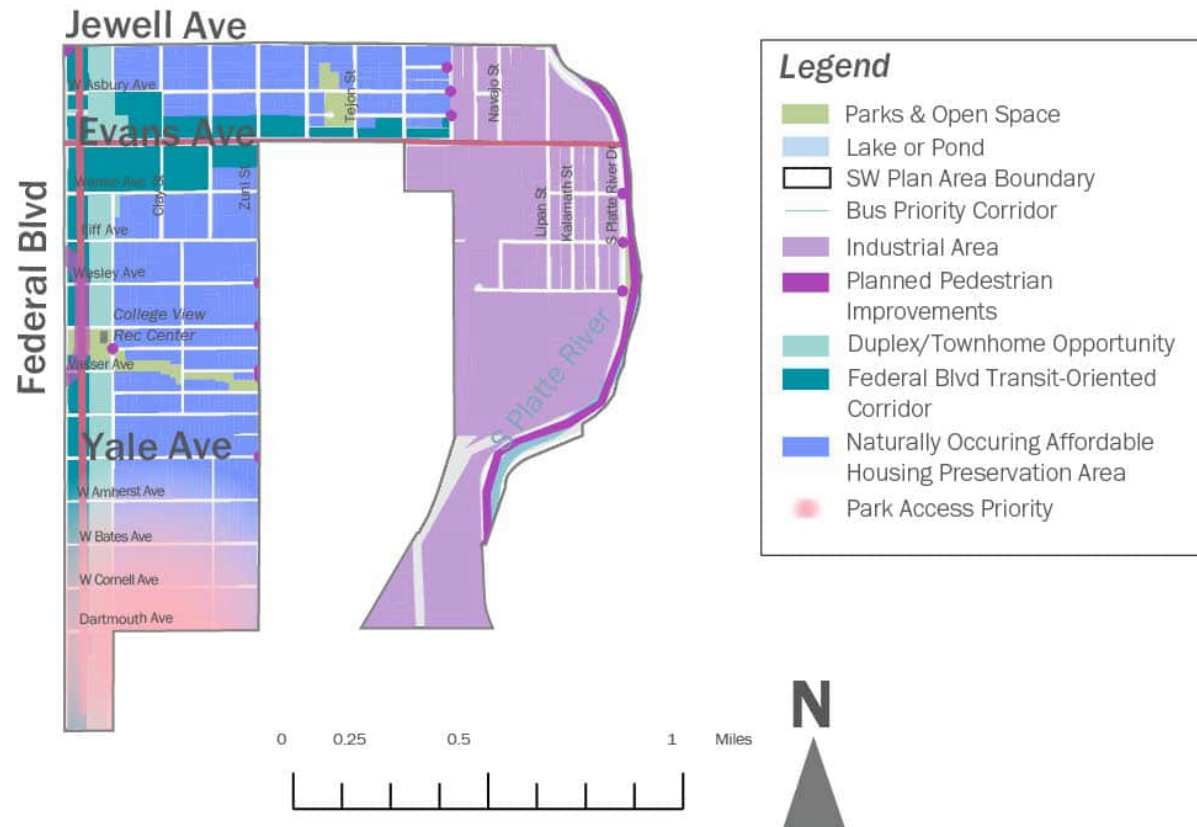 Jewell Ave
W Asbury Ave
Tejon St
Navajo St
Evans Ave
Warren Ave
Clay St
Zuni St
Lipan St
Kalamath St
S Platte River Dr
Iliff Ave
Wesley Ave
Federal Blvd
College View
Rec Center
Vasser Ave
S Platte River
Yale Ave
W Amherst Ave
W Bates Ave
W Cornell Ave
Dartmouth Ave
Legend
Parks & Open Space
Lake or Pond
SW Plan Area Boundary
Bus Priority Corridor
Industrial Area
Planned Pedestrian
Improvements
Duplex/Townhome Opportunity
Federal Blvd Transit-Oriented
Corridor
Naturally Occuring Affordable
Housing Preservation Area
Park Access Priority
N
0 0.25 0.5 1 Miles